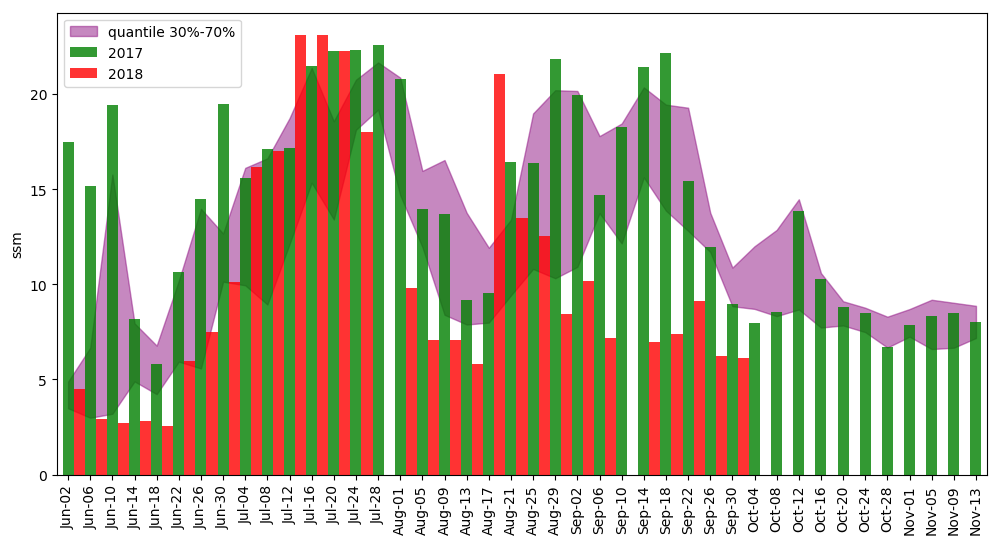 quantile 30%-70%
2017
2018
ssm
20
15
10
5
0
Jun-02
Jun-06
Jun-10
Jun-14
Jun-18
Jun-22
Jun-26
Jun-30
Jul-04
Jul-08
Jul-12
Jul-16
Jul-20
Jul-24
Jul-28
Aug-01
Aug-05
Aug-09
Aug-13
Aug-17
Aug-21
Aug-25
Aug-29
Sep-02
Sep-06
Sep-10
Sep-14
Sep-18
Sep-22
Sep-26
Sep-30
Oct-04
Oct-08
Oct-12
Oct-16
Oct-20
Oct-24
Oct-28
Nov-01
Nov-05
Nov-09
Nov-13